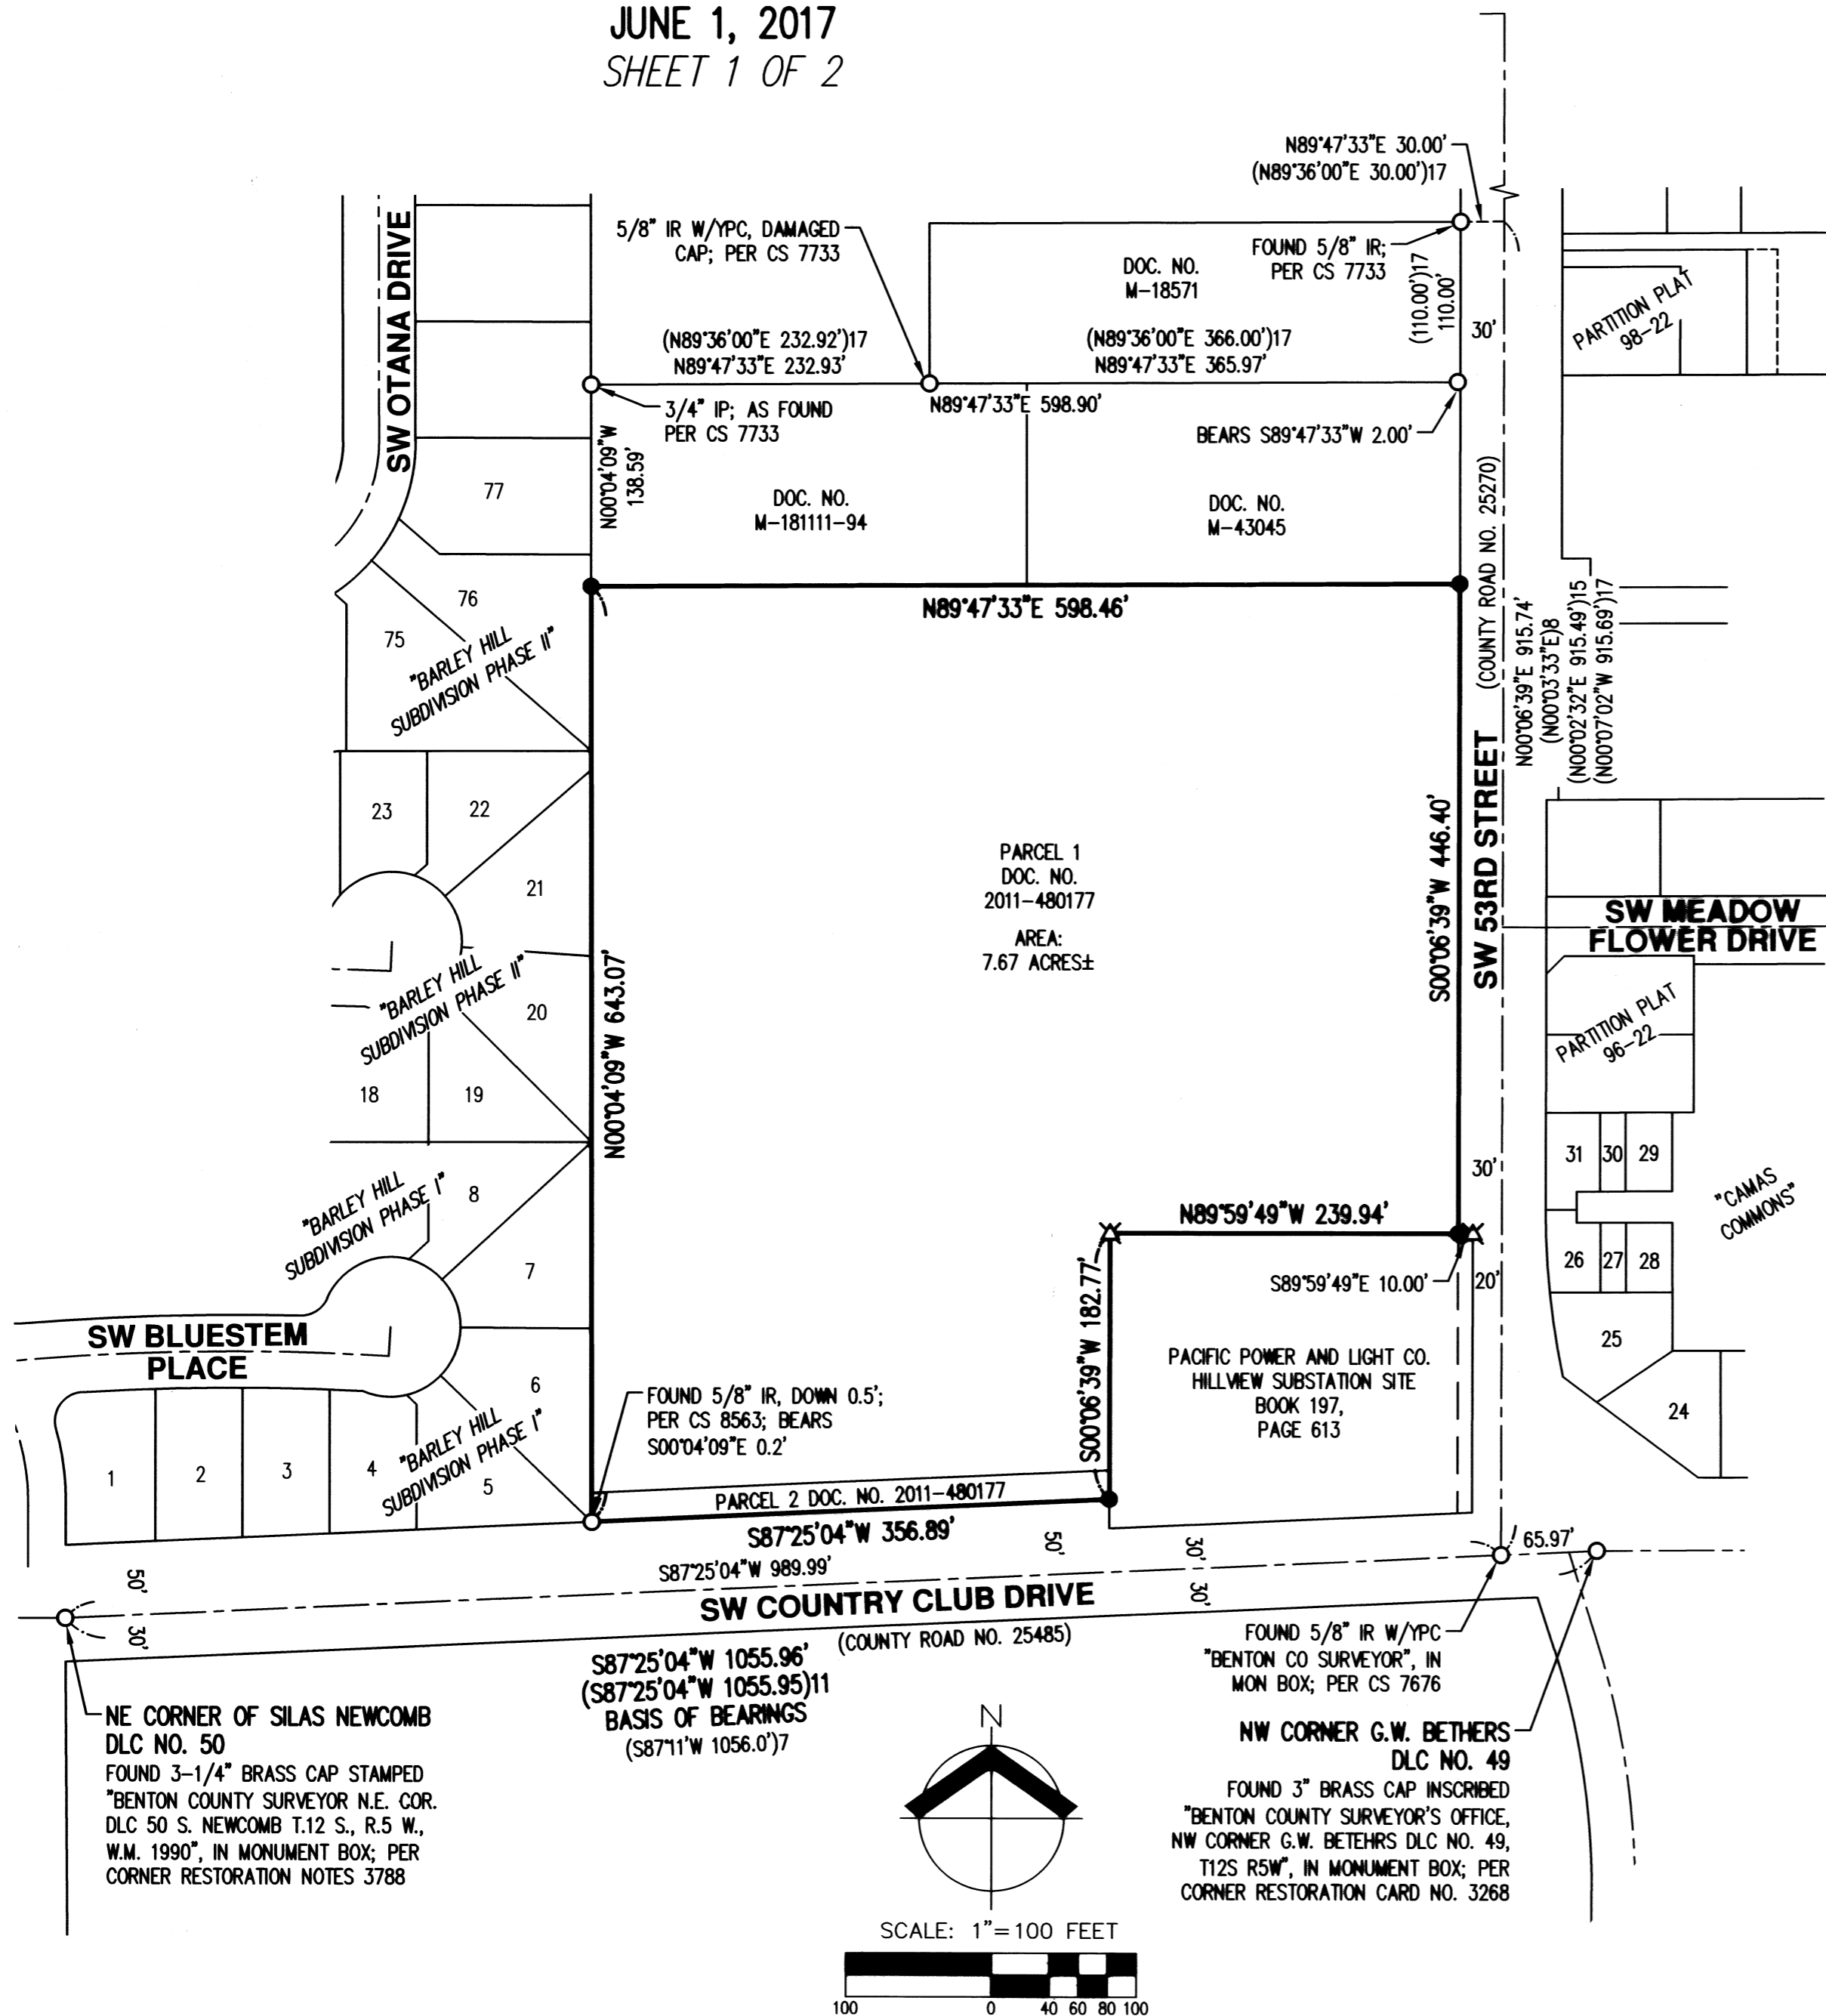 JUNE 1, 2017
SHEET 1 OF 2
N89°47'33"E 30.00'
(N89°36'00"E 30.00')17
5/8" IR W/YPC, DAMAGED
CAP; PER CS 7733
FOUND 5/8" IR;
PER CS 7733
DOC. NO.
M-18571
(110.00')17
110.00'
30'
PARTITION PLAT
98-22
SW OTANA DRIVE
(N89°36'00"E 232.92')17
N89°47'33"E 232.93'
(N89°36'00"E 366.00')17
N89°47'33"E 365.97'
3/4" IP; AS FOUND
PER CS 7733
N89°47'33"E 598.90'
BEARS S89°47'33"W 2.00'
N00°04'09"W
138.59'
77
DOC. NO.
M-181111-94
DOC. NO.
M-43045
(COUNTY ROAD NO. 25270)
76
75
"BARLEY HILL
SUBDIVISION PHASE II"
N89°47'33"E 598.46'
N00°06'39"E 915.74'
(N00°03'33"E)8
(N00°02'32"E 915.49')15
(N00°07'02"W 915.69')17
23
22
21
PARCEL 1
DOC. NO.
2011-480177
AREA:
7.67 ACRES±
S00°06'39"W 446.40'
SW 53RD STREET
SW MEADOW
FLOWER DRIVE
N00°04'09"W 643.07'
"BARLEY HILL
SUBDIVISION PHASE II"
20
18
19
PARTITION PLAT
96-22
31
30
29
"CAMAS
COMMONS"
30'
8
"BARLEY HILL
SUBDIVISION PHASE I"
7
N89°59'49"W 239.94'
S89°59'49"E 10.00'
20'
26
27
28
25
24
S00°06'39"W 182.77'
SW BLUESTEM
PLACE
PACIFIC POWER AND LIGHT CO.
HILLVIEW SUBSTATION SITE
BOOK 197,
PAGE 613
6
FOUND 5/8" IR, DOWN 0.5';
PER CS 8563; BEARS
S00°04'09"E 0.2'
"BARLEY HILL
SUBDIVISION PHASE I"
1
2
3
4
5
PARCEL 2 DOC. NO. 2011-480177
S87°25'04"W 356.89'
50'
30'
65.97'
50'
S87°25'04"W 989.99'
30'
SW COUNTRY CLUB DRIVE
30'
(COUNTY ROAD NO. 25485)
S87°25'04"W 1055.96'
(S87°25'04"W 1055.95)11
BASIS OF BEARINGS
(S87°11'W 1056.0')7
FOUND 5/8" IR W/YPC
"BENTON CO SURVEYOR", IN
MON BOX; PER CS 7676
NE CORNER OF SILAS NEWCOMB
DLC NO. 50
FOUND 3-1/4" BRASS CAP STAMPED
"BENTON COUNTY SURVEYOR N.E. COR.
DLC 50 S. NEWCOMB T.12 S., R.5 W.,
W.M. 1990", IN MONUMENT BOX; PER
CORNER RESTORATION NOTES 3788
N
NW CORNER G.W. BETHERS
DLC NO. 49
FOUND 3" BRASS CAP INSCRIBED
"BENTON COUNTY SURVEYOR'S OFFICE,
NW CORNER G.W. BETEHRS DLC NO. 49,
T12S R5W", IN MONUMENT BOX; PER
CORNER RESTORATION CARD NO. 3268
SCALE: 1"=100 FEET
100 0 40 60 80 100